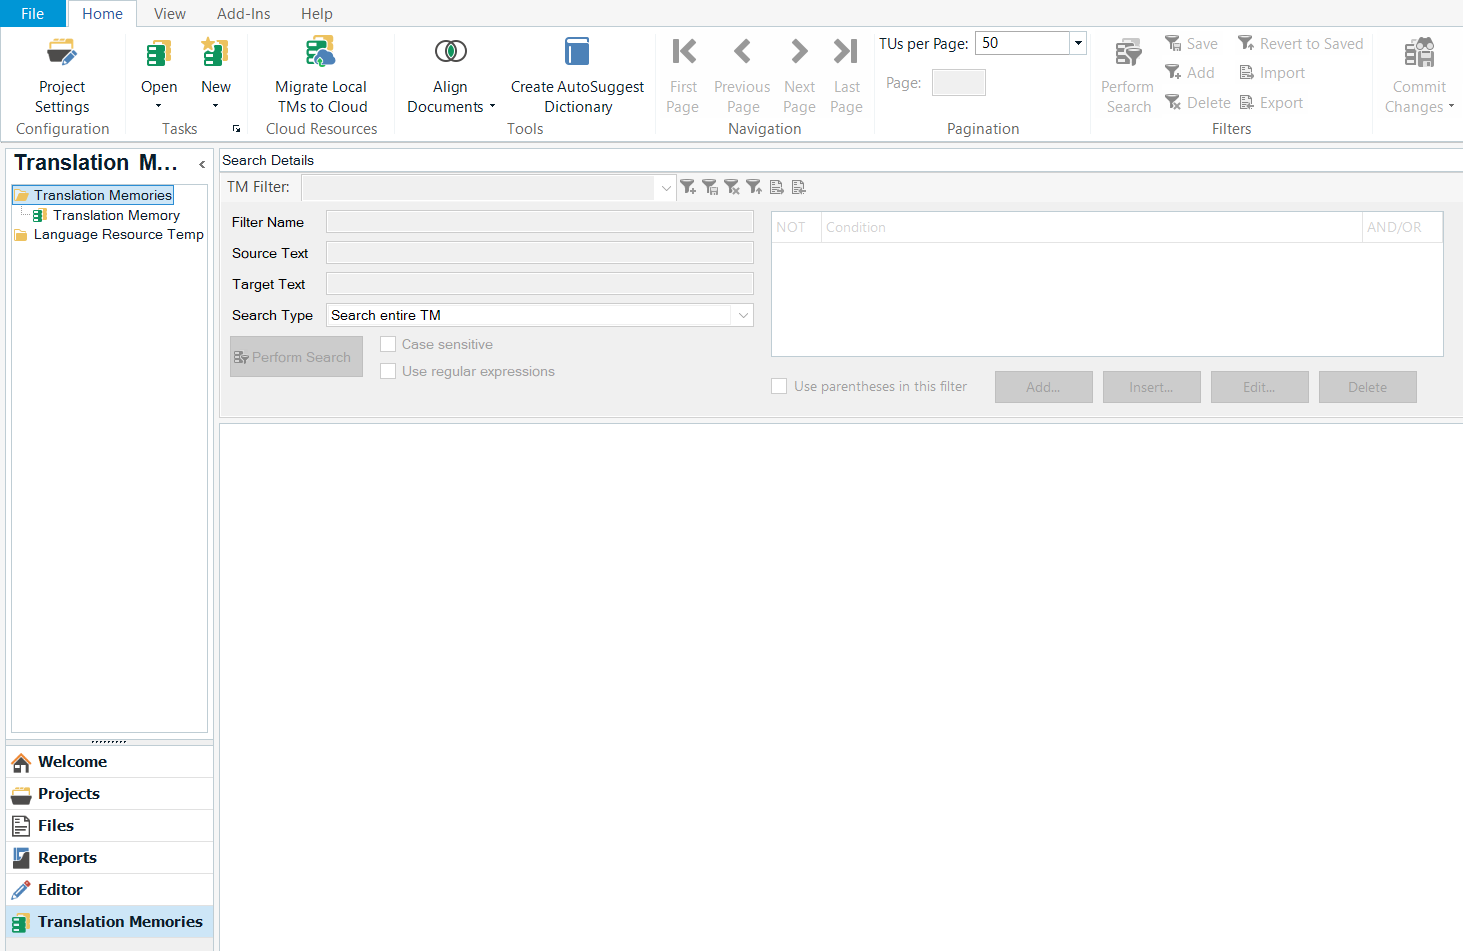 File Home View Add-Ins Help
Project Settings
Open
New
Migrate Local TMs to Cloud
Align Documents
Create AutoSuggest Dictionary
First Page
Previous Page
Next Page
Last Page
TUs per Page: 50
Page:
Perform Search
Save
Add
Delete
Revert to Saved
Import
Export
Commit Changes
Configuration
Tasks
Cloud Resources
Tools
Navigation
Pagination
Filters
Translation M...
Translation Memories
Translation Memory
Language Resource Temp
Search Details
TM Filter:
Filter Name
Source Text
Target Text
Search Type Search entire TM
Perform Search
Case sensitive
Use regular expressions
NOT Condition AND/OR
Use parentheses in this filter
Add... Insert... Edit... Delete
Welcome
Projects
Files
Reports
Editor
Translation Memories